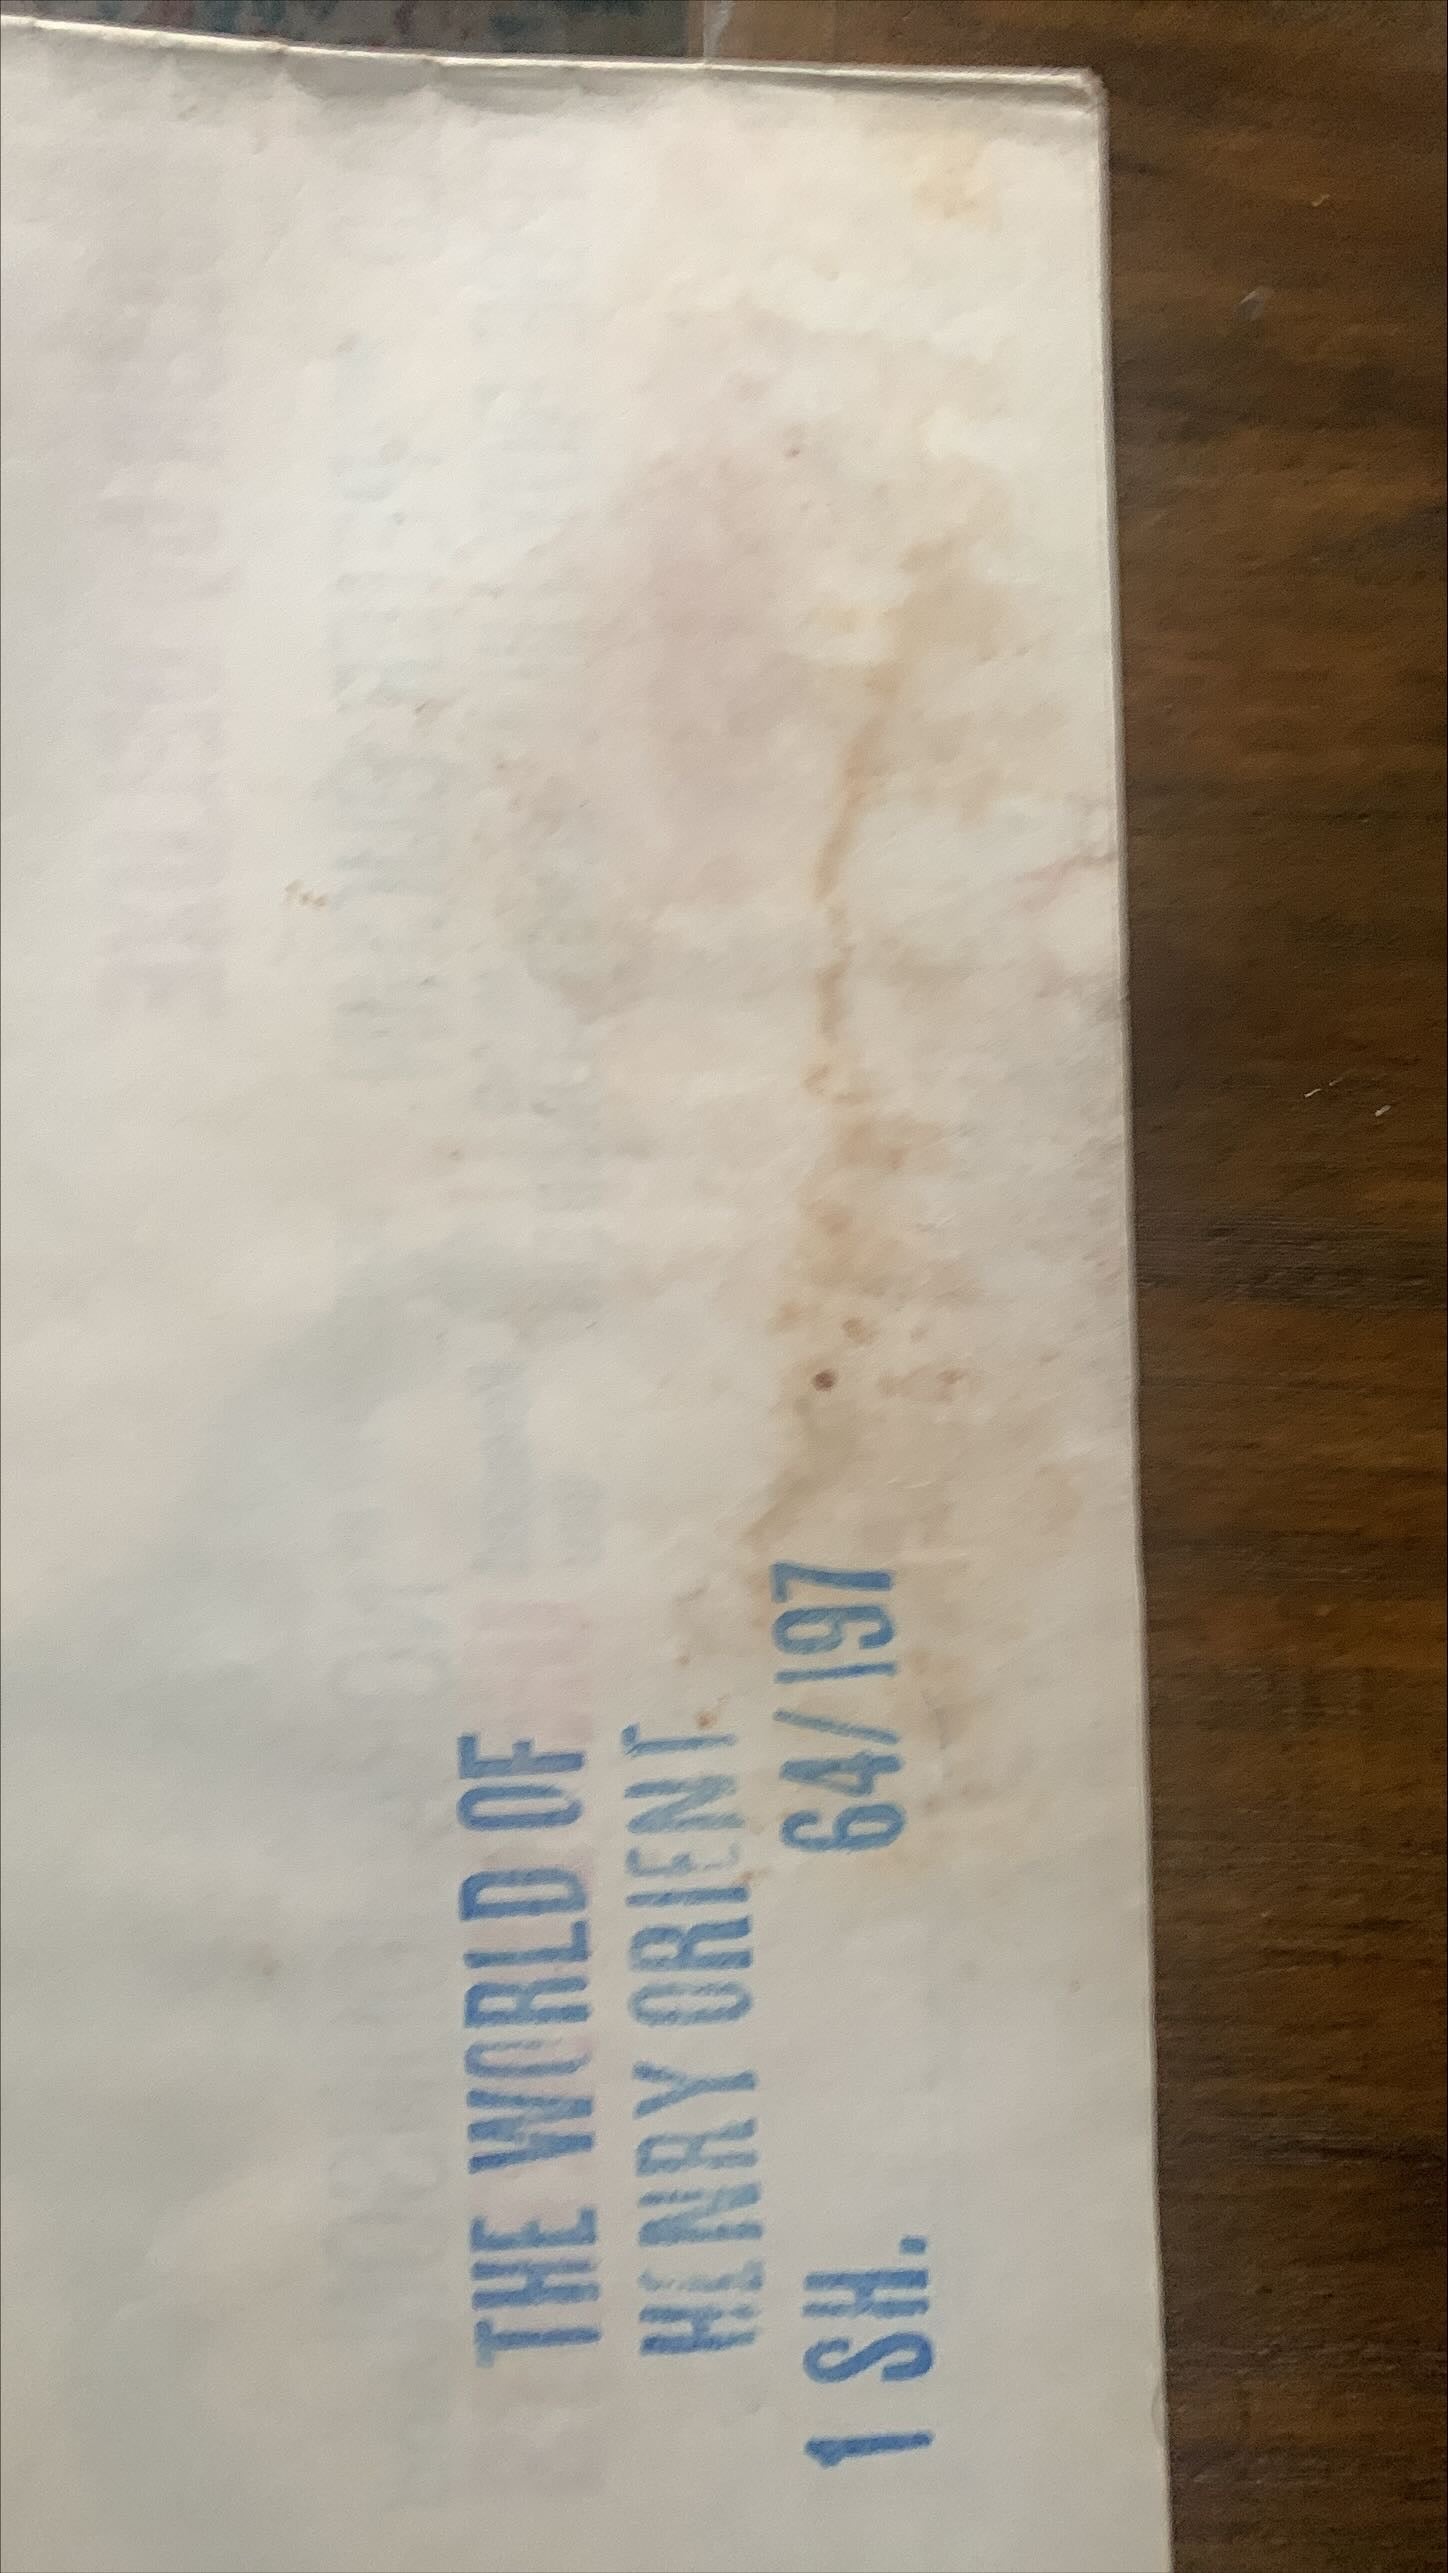 THE WORLD OF
HENRY ORIENT
1 SH. 64/197